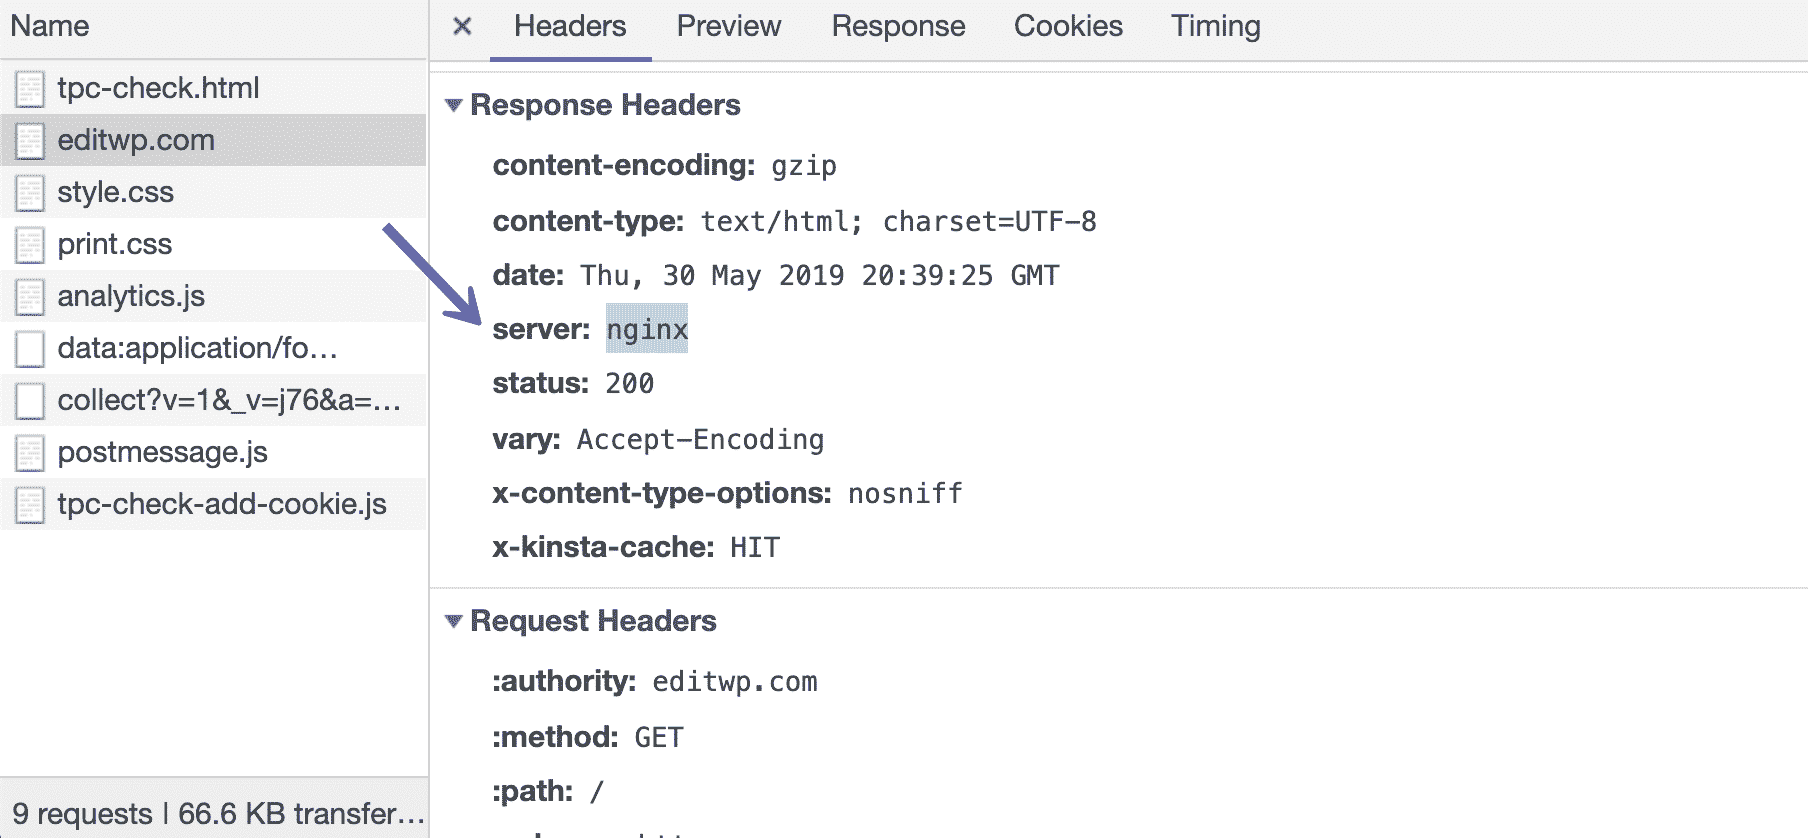 Name
tpc-check.html
editwp.com
style.css
print.css
analytics.js
data:application/fo…
collect?v=1&_v=j76&a=…
postmessage.js
tpc-check-add-cookie.js
9 requests | 66.6 KB transfer…
× Headers Preview Response Cookies Timing
Response Headers
content-encoding: gzip
content-type: text/html; charset=UTF-8
date: Thu, 30 May 2019 20:39:25 GMT
server: nginx
status: 200
vary: Accept-Encoding
x-content-type-options: nosniff
x-kinsta-cache: HIT
Request Headers
:authority: editwp.com
:method: GET
:path: /